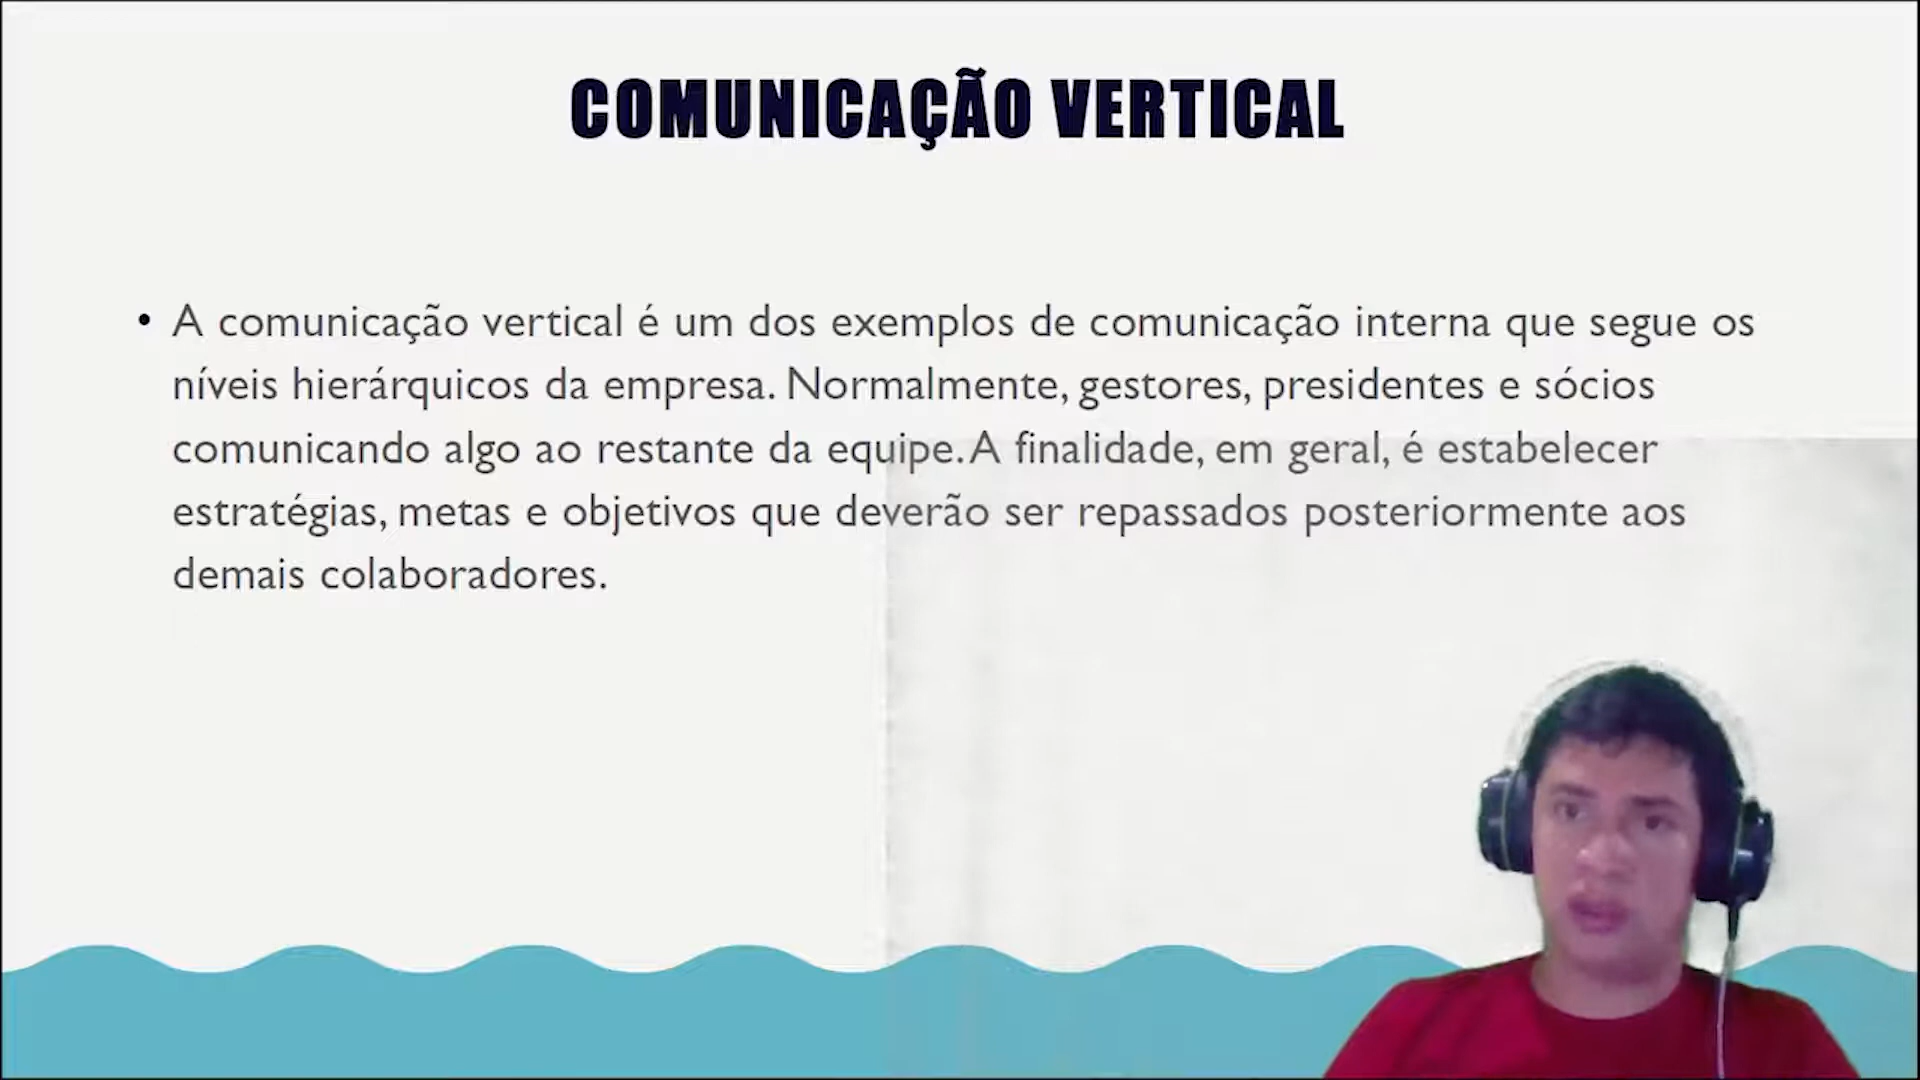 COMUNICAÇÃO VERTICAL
• A comunicação vertical é um dos exemplos de comunicação interna que segue os
níveis hierárquicos da empresa. Normalmente, gestores, presidentes e sócios
comunicando algo ao restante da equipe. A finalidade, em geral, é estabelecer
estratégias, metas e objetivos que deverão ser repassados posteriormente aos
demais colaboradores.